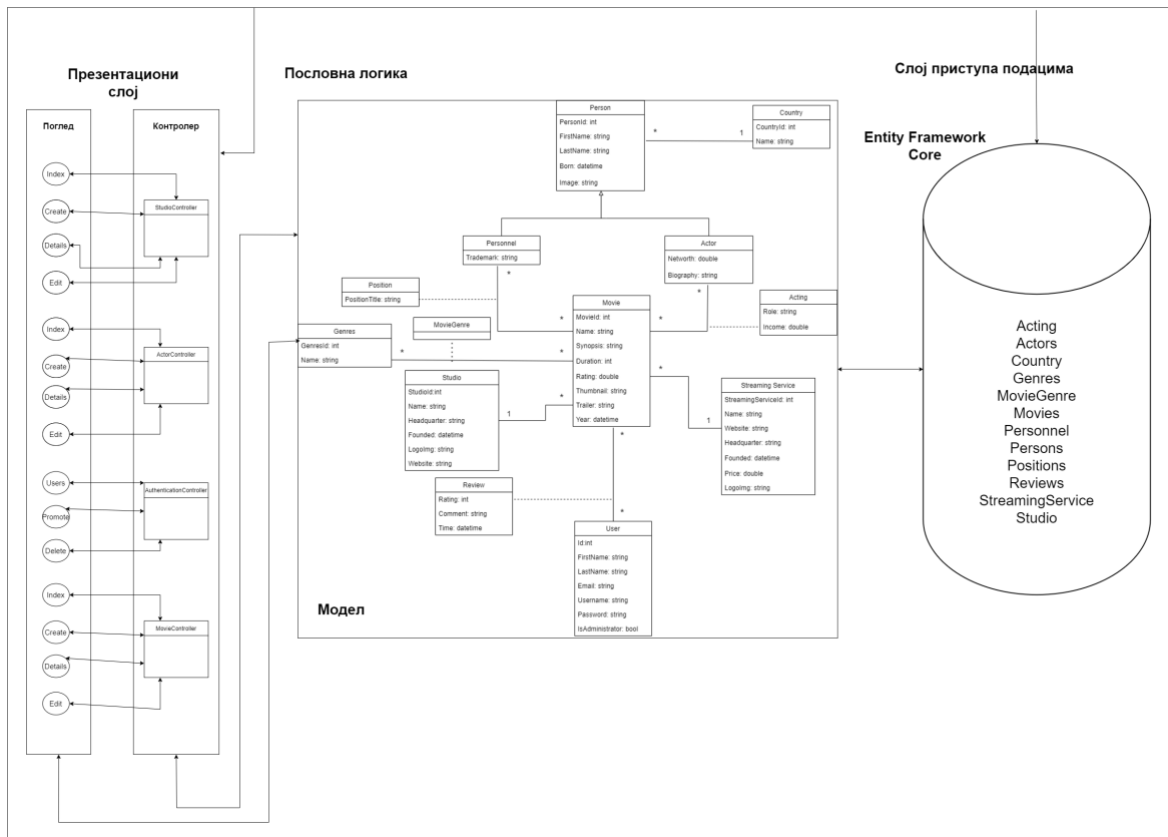 Презентациони
слој
Поглед
Контролер
Index
Create
Details
Edit
StudioController
Index
Create
Details
Edit
ActorController
Users
Promote
Delete
AuthenticationController
Index
Create
Details
Edit
MovieController
Пословна логика
Person
PersonId: int
FirstName: string
LastName: string
Born: datetime
Image: string
*
1
Country
CountryId: int
Name: string
Personnel
Trademark: string
*
Actor
Networth: double
Biography: string
*
Position
PositionTitle: string
Acting
Role: string
Income: double
Genres
GenresId: int
Name: string
*
MovieGenre
Movie
MovieId: int
Name: string
Synopsis: string
Duration: int
Rating: double
Thumbnail: string
Trailer: string
Year: datetime
*
*
*
*
*
*
Studio
StudioId:int
Name: string
Headquarter: string
Founded: datetime
LogoImg: string
Website: string
1
Streaming Service
StreamingServiceId: int
Name: string
Website: string
Headquarter: string
Founded: datetime
Price: double
LogoImg: string
1
Review
Rating: int
Comment: string
Time: datetime
*
User
Id:int
FirstName: string
LastName: string
Email: string
Username: string
Password: string
IsAdministrator: bool
Модел
Слој приступа подацима
Entity Framework
Core
Acting
Actors
Country
Genres
MovieGenre
Movies
Personnel
Persons
Positions
Reviews
StreamingService
Studio